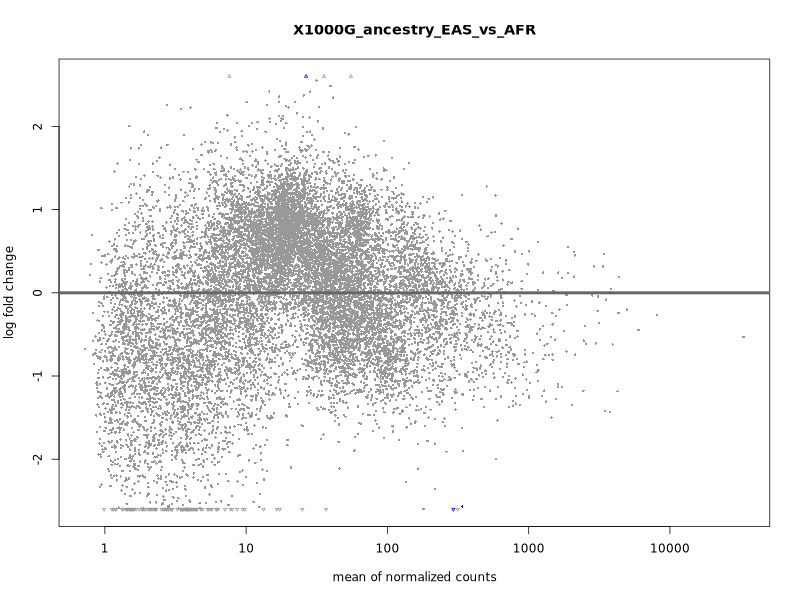 X1000G_ancestry_EAS_vs_AFR
2
1
0
-1
-2
log fold change
1 10 100 1000 10000
mean of normalized counts